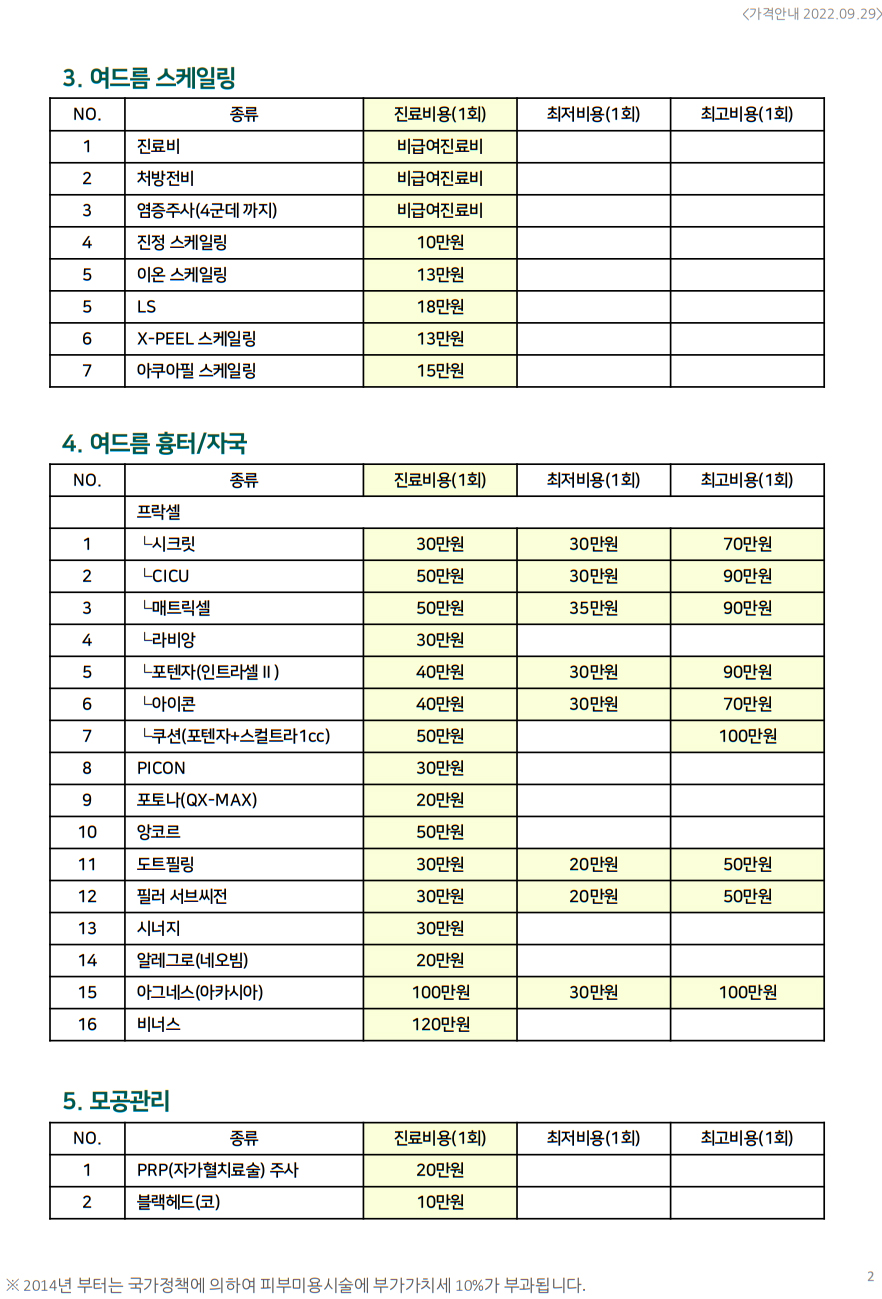 <가격안내 2022.09.29>
3. 여드름 스케일링
NO. 종류 진료비용(1회) 최저비용(1회) 최고비용(1회)
1 진료비 비급여진료비
2 처방전비 비급여진료비
3 염증주사(4군데 까지) 비급여진료비
4 진정 스케일링 10만원
5 이온 스케일링 13만원
5 LS 18만원
6 X-PEEL 스케일링 13만원
7 아쿠아필 스케일링 15만원
4. 여드름 흉터/자국
NO. 종류 진료비용(1회) 최저비용(1회) 최고비용(1회)
프락셀
1 └시크릿 30만원 30만원 70만원
2 └CICU 50만원 30만원 90만원
3 └매트릭셀 50만원 35만원 90만원
4 └라비앙 30만원
5 └포텐자(인트라셀Ⅱ) 40만원 30만원 90만원
6 └아이콘 40만원 30만원 70만원
7 └쿠션(포텐자+스컬트라1cc) 50만원 100만원
8 PICON 30만원
9 포토나(QX-MAX) 20만원
10 앙코르 50만원
11 도트필링 30만원 20만원 50만원
12 필러 서브씨전 30만원 20만원 50만원
13 시너지 30만원
14 알레그로(네오빔) 20만원
15 아그네스(아카시아) 100만원 30만원 100만원
16 비너스 120만원
5. 모공관리
NO. 종류 진료비용(1회) 최저비용(1회) 최고비용(1회)
1 PRP(자가혈치료술) 주사 20만원
2 블랙헤드(코) 10만원
※ 2014년 부터는 국가정책에 의하여 피부미용시술에 부가가치세 10%가 부과됩니다.
2